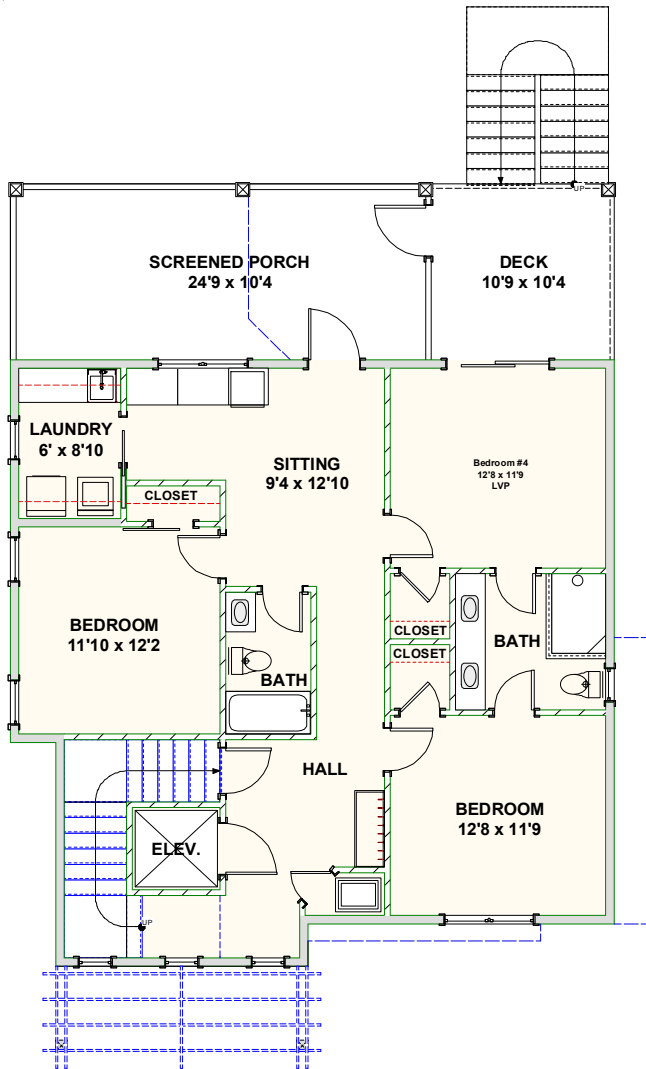 UP
SCREENED PORCH
24'9 x 10'4
DECK
10'9 x 10'4
LAUNDRY
6' x 8'10
SITTING
9'4 x 12'10
Bedroom #4
12'8 x 11'9
LVP
CLOSET
BEDROOM
11'10 x 12'2
BATH
CLOSET
CLOSET
BATH
HALL
BEDROOM
12'8 x 11'9
ELEV.
UP